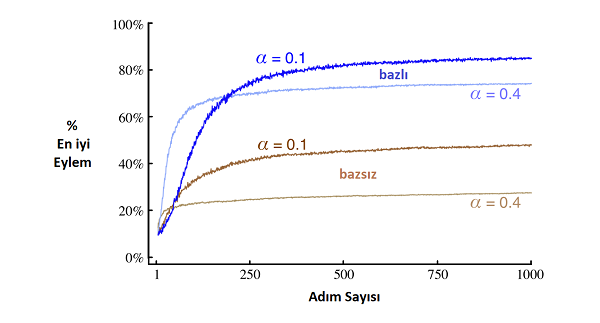 100%
80%
60%
40%
20%
0%
%
En iyi
Eylem
α = 0.1
bazlı
α = 0.4
α = 0.1
bazsız
α = 0.4
1
250
500
750
1000
Adım Sayısı